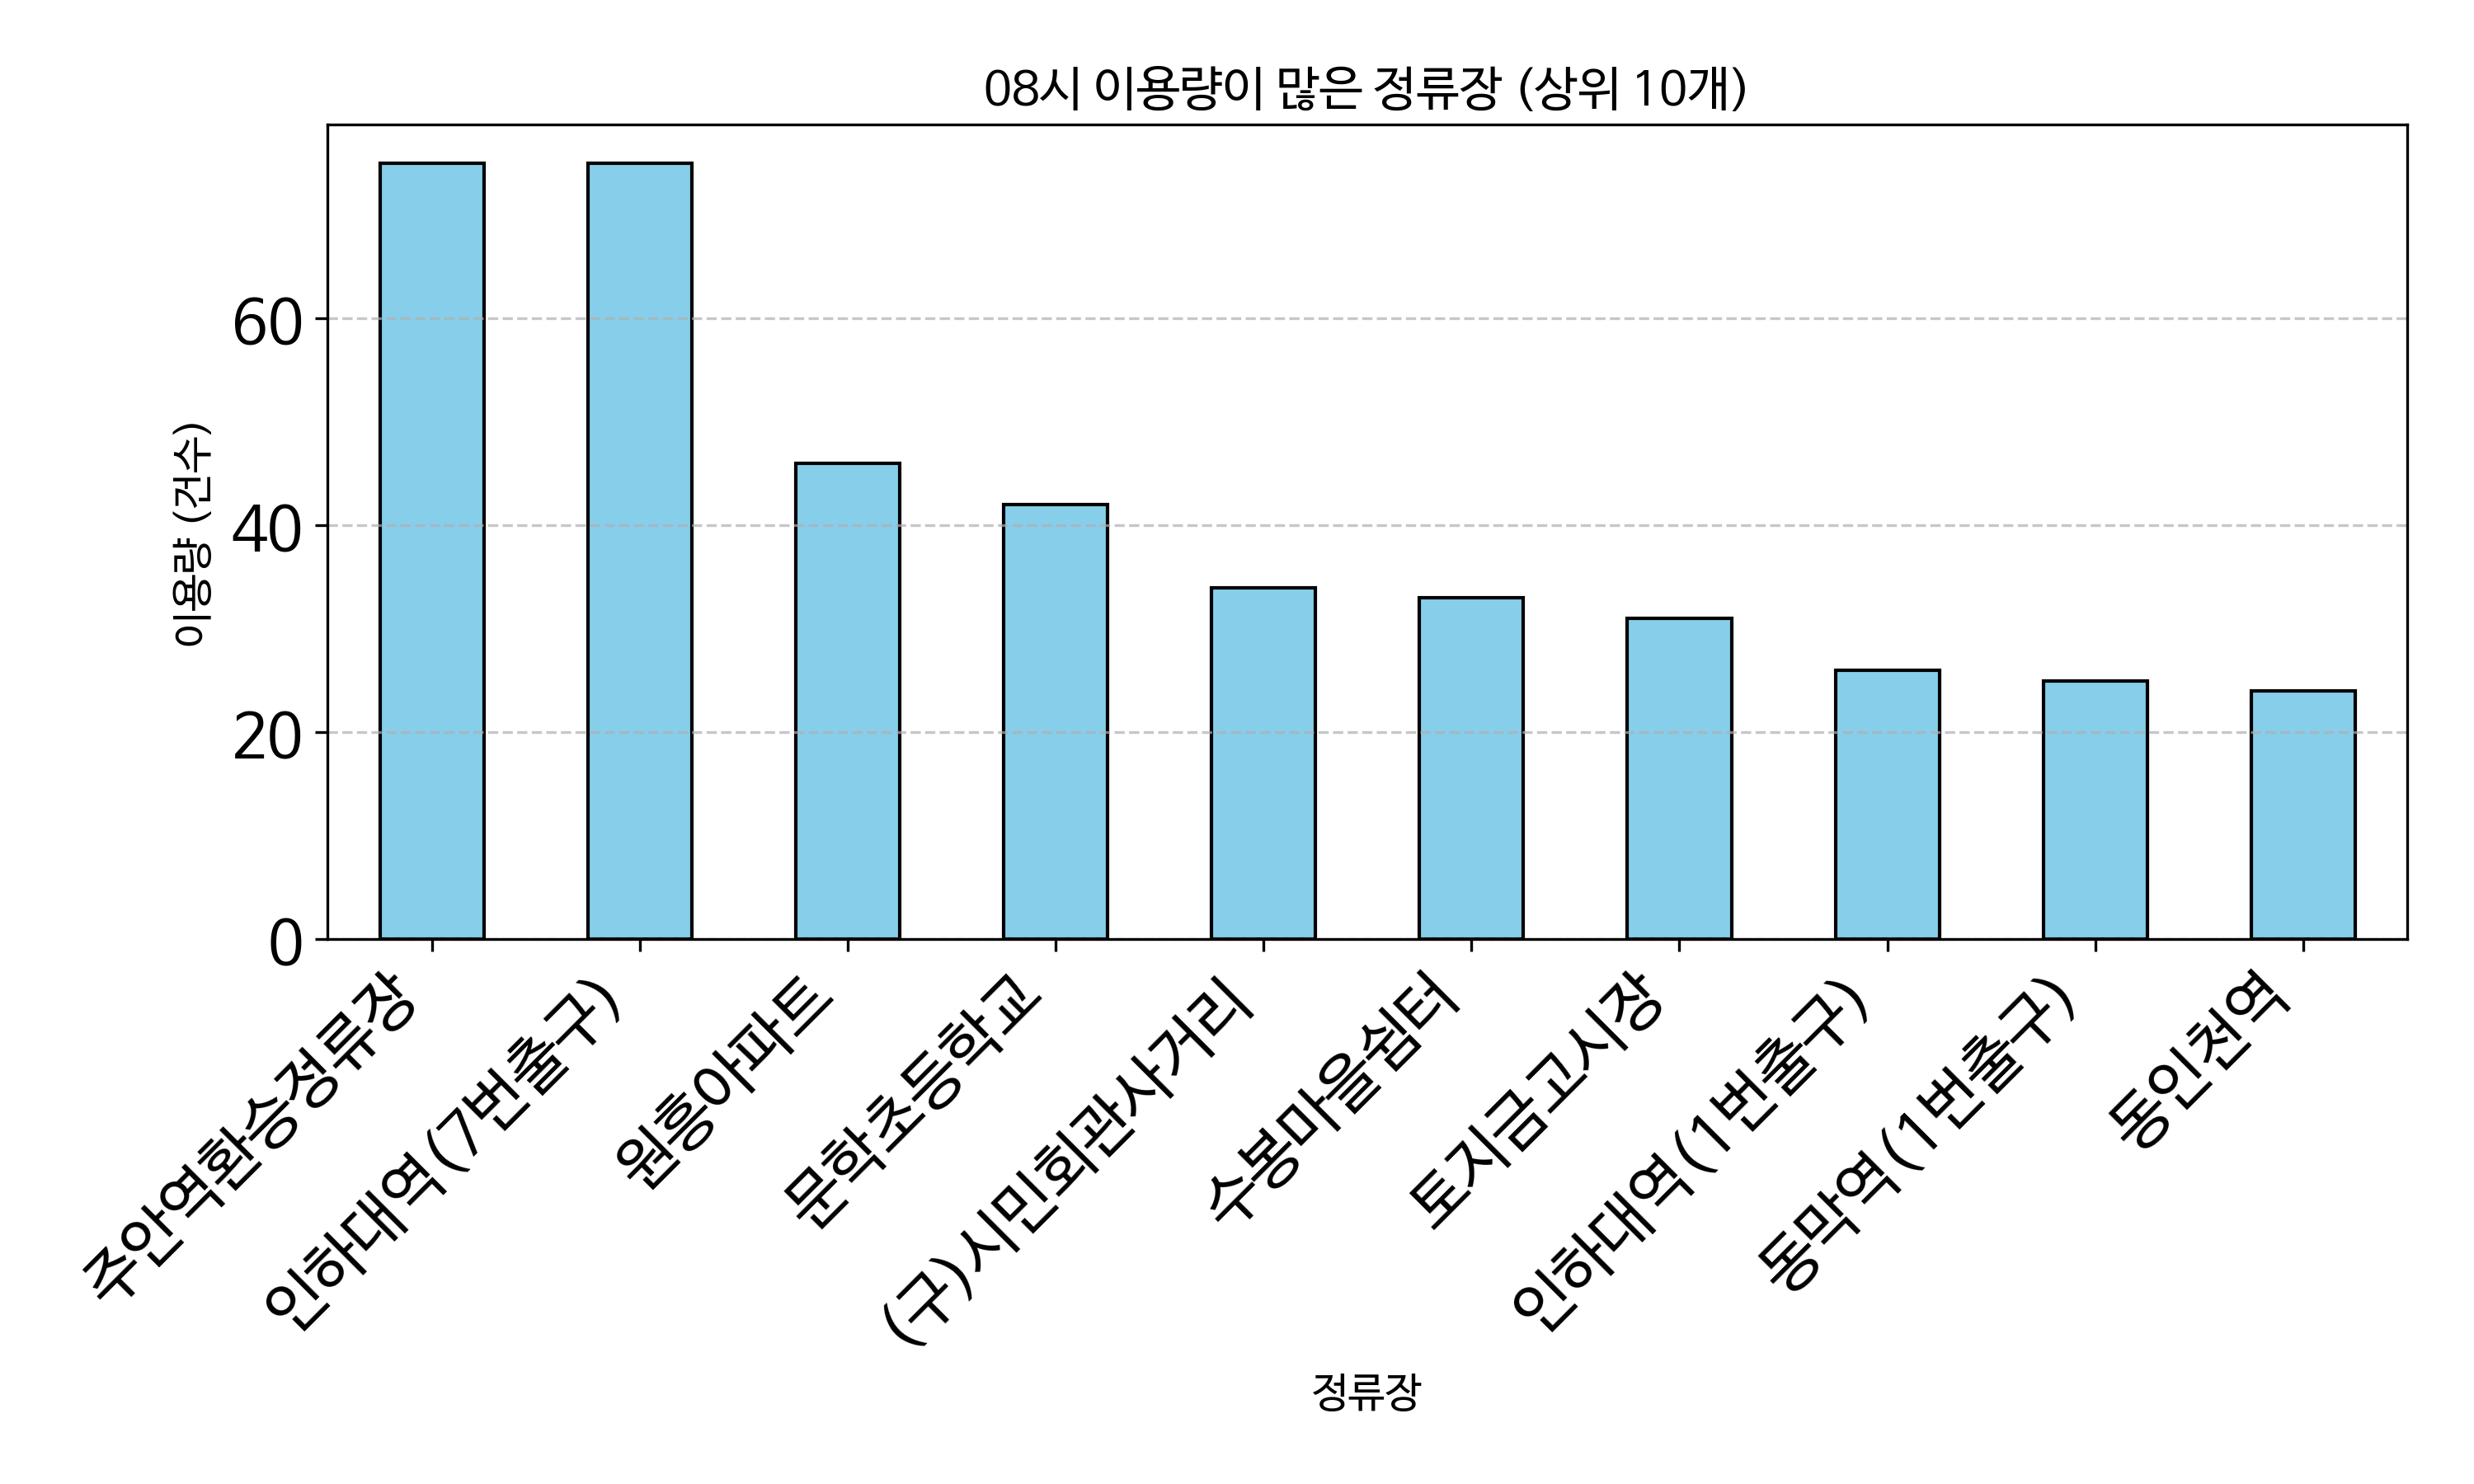 08시 이용량이 많은 정류장 (상위 10개)
이용량 (건수)
60
40
20
0
주안역환승정류장
인하대역(7번출구)
원흥아파트
문학초등학교
(구)시민회관사거리
수봉마을쉼터
토지금고시장
인하대역(1번출구)
동막역(1번출구)
동인천역
정류장